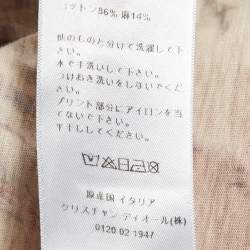 コットン86% 麻14%
他のものと分けて洗濯して下さい。
水で手洗いして下さい。
つけおき洗いをしないでください。
プリント部分にアイロンを当てないで下さい。
平干ししてください。
原産国 イタリア
クリスチャン ディオール(株)
0120 02 1947